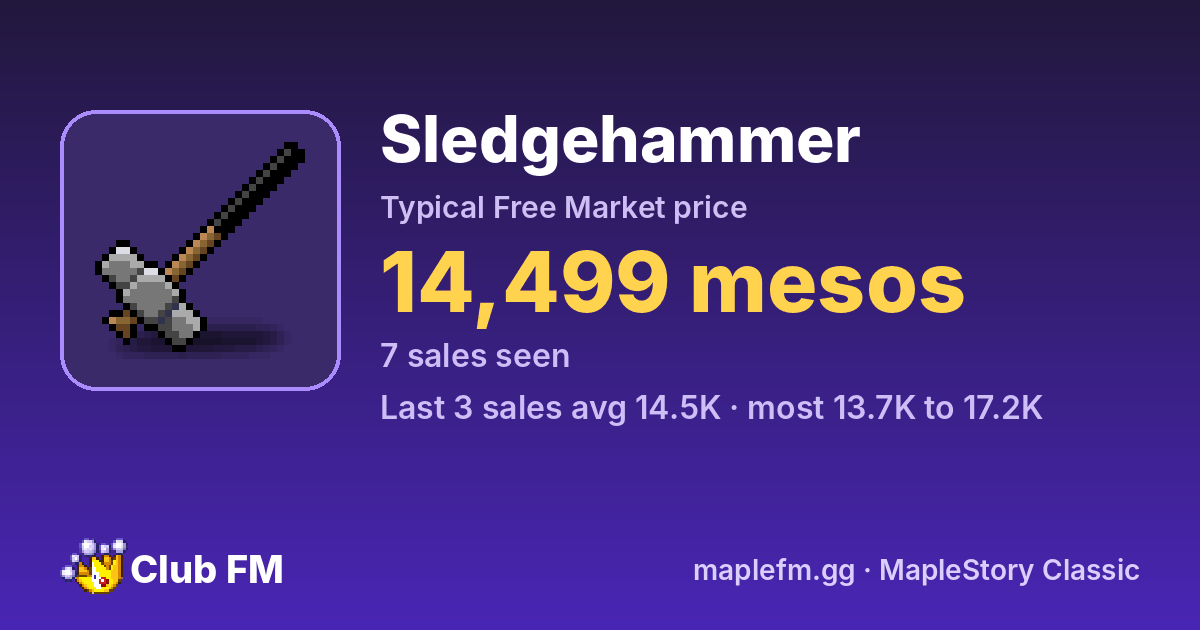 Sledgehammer
Typical Free Market price
14,499 mesos
7 sales seen
Last 3 sales avg 14.5K · most 13.7K to 17.2K
Club FM
maplefm.gg · MapleStory Classic